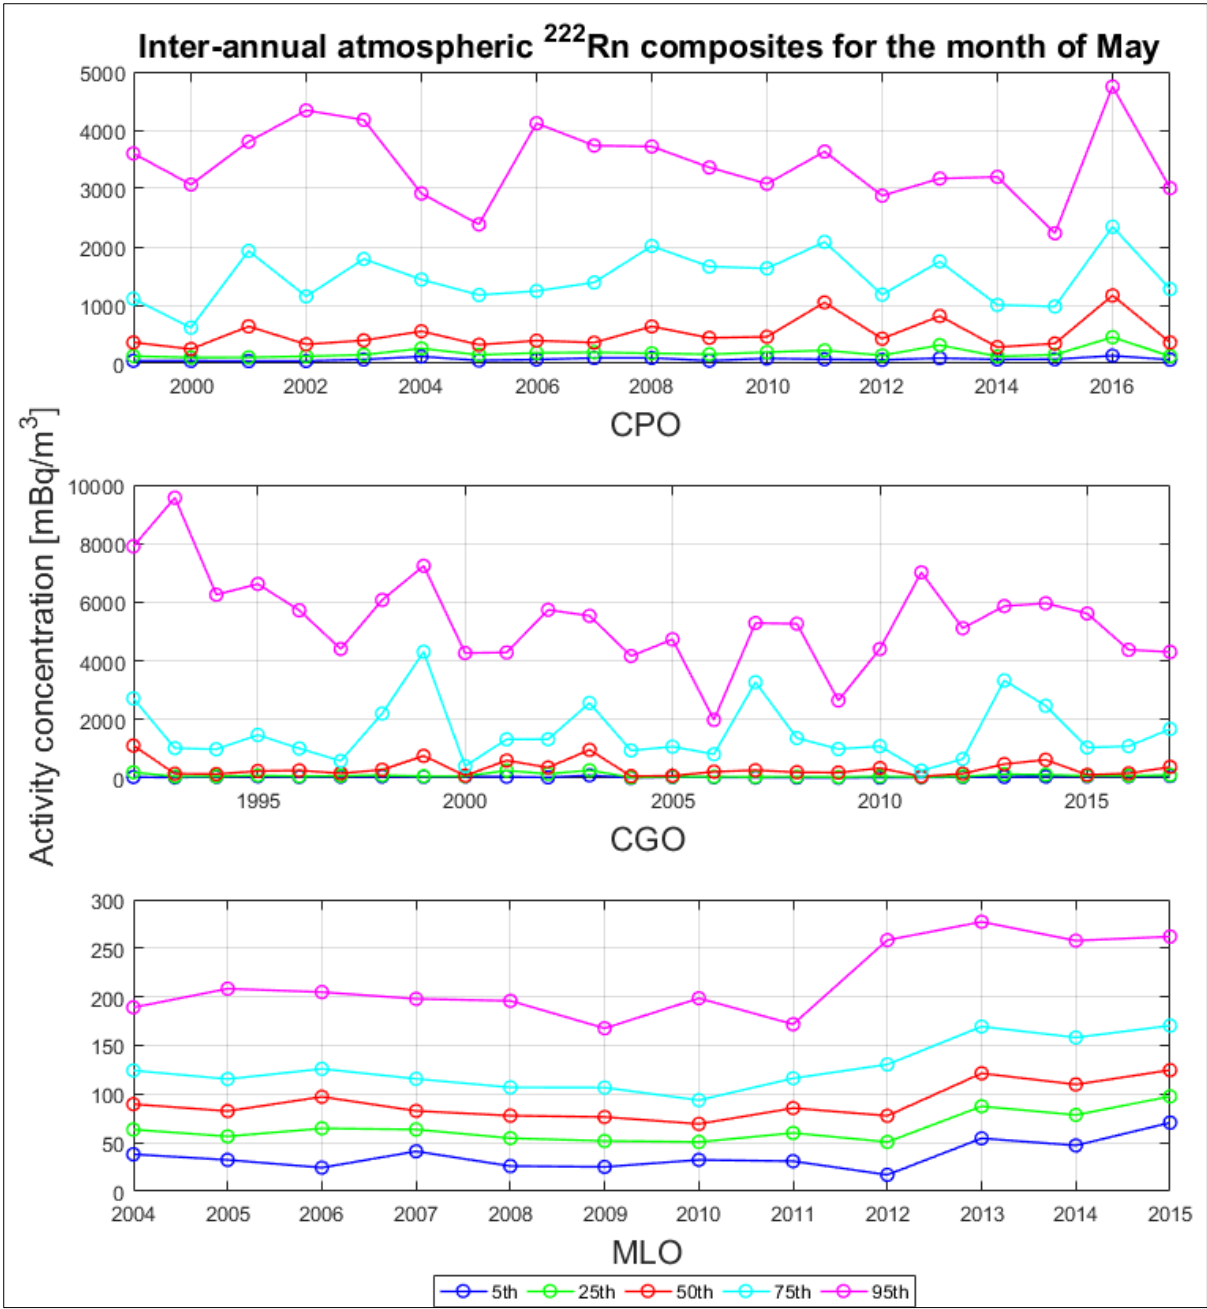 Inter-annual atmospheric ²²²Rn composites for the month of May
Activity concentration [mBq/m³]
5000
4000
3000
2000
1000
0
2000 2002 2004 2006 2008 2010 2012 2014 2016
CPO
10000
8000
6000
4000
2000
0
1995 2000 2005 2010 2015
CGO
300
250
200
150
100
50
0
2004 2005 2006 2007 2008 2009 2010 2011 2012 2013 2014 2015
MLO
5th 25th 50th 75th 95th